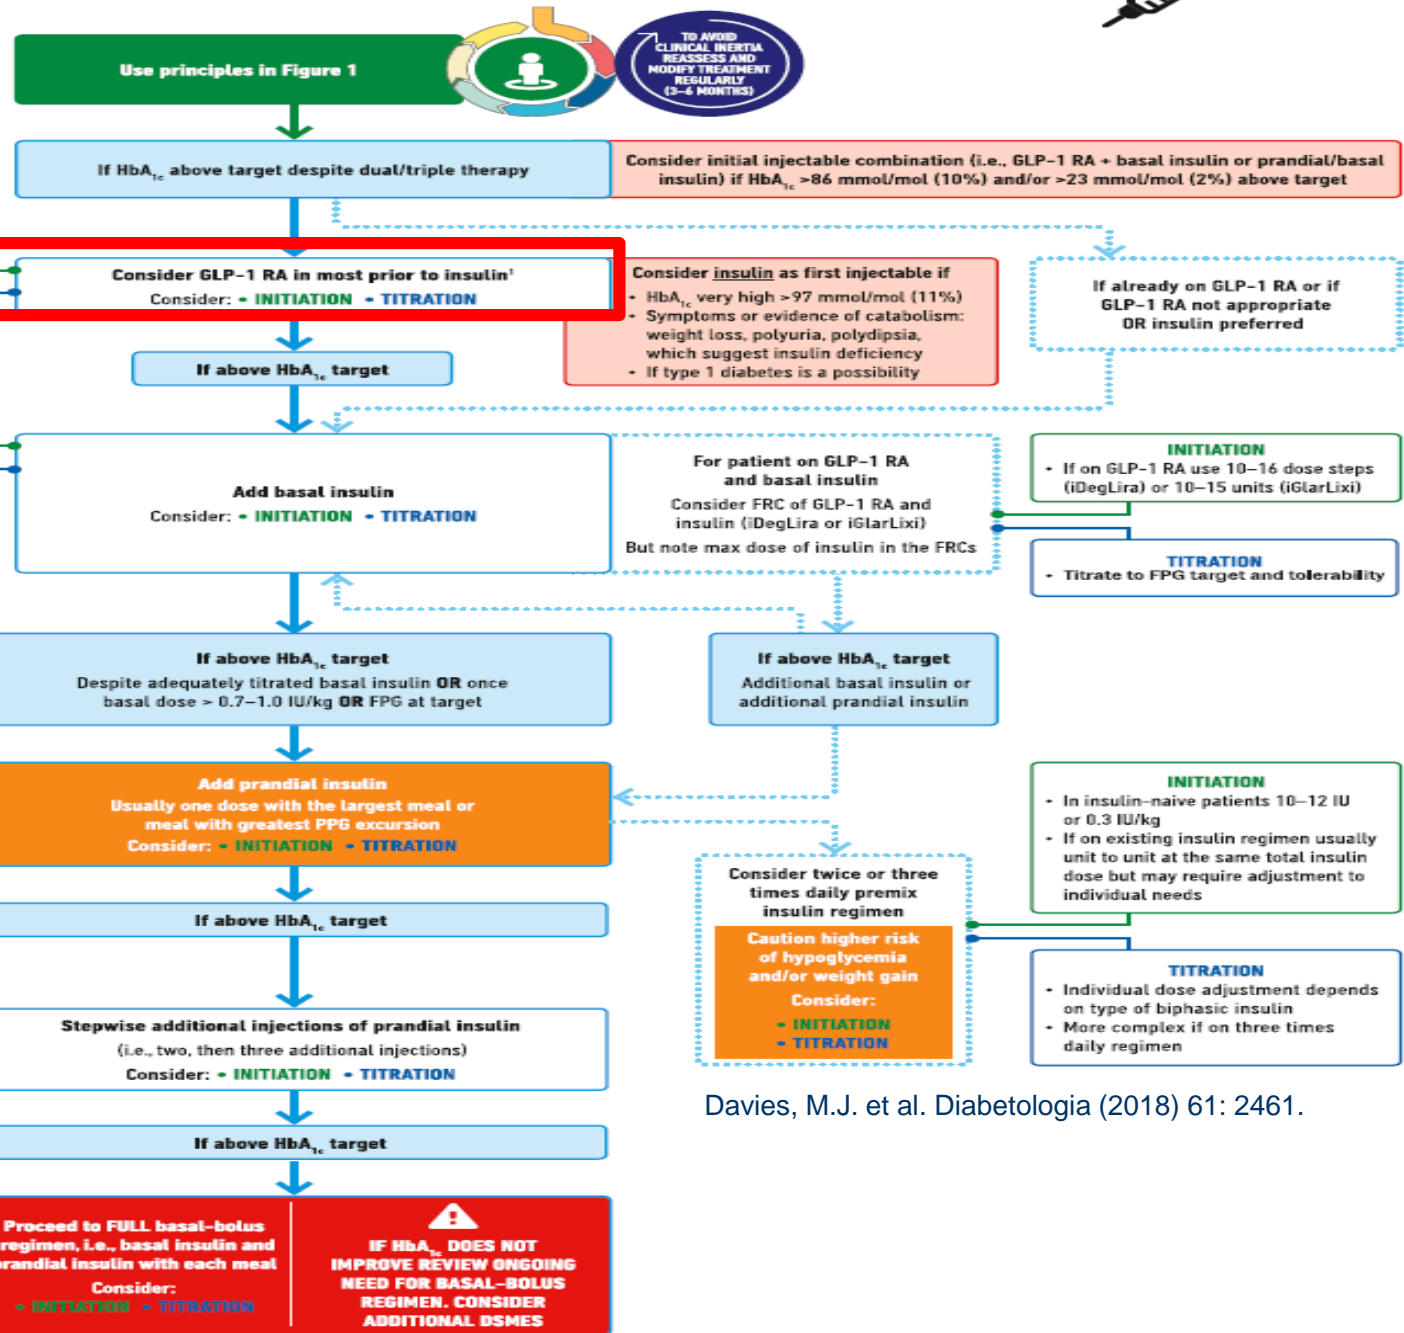 Use principles in Figure 1
TO AVOID
CLINICAL INERTIA
REASSESS AND
MODIFY TREATMENT
REGULARLY
(3–6 MONTHS)
If HbA1c above target despite dual/triple therapy
Consider initial injectable combination (i.e., GLP-1 RA + basal insulin or prandial/basal
insulin) if HbA1c >86 mmol/mol (10%) and/or >23 mmol/mol (2%) above target
Consider GLP-1 RA in most prior to insulin¹
Consider: • INITIATION • TITRATION
Consider insulin as first injectable if
• HbA1c very high >97 mmol/mol (11%)
• Symptoms or evidence of catabolism:
weight loss, polyuria, polydipsia,
which suggest insulin deficiency
• If type 1 diabetes is a possibility
If already on GLP-1 RA or if
GLP-1 RA not appropriate
OR insulin preferred
If above HbA1c target
Add basal insulin
Consider: • INITIATION • TITRATION
For patient on GLP-1 RA
and basal insulin
Consider FRC of GLP-1 RA and
insulin (iDegLira or iGlarLixi)
But note max dose of insulin in the FRCs
INITIATION
• If on GLP-1 RA use 10–16 dose steps
(iDegLira) or 10–15 units (iGlarLixi)
TITRATION
• Titrate to FPG target and tolerability
If above HbA1c target
Despite adequately titrated basal insulin OR once
basal dose > 0.7–1.0 IU/kg OR FPG at target
If above HbA1c target
Additional basal insulin or
additional prandial insulin
Add prandial insulin
Usually one dose with the largest meal or
meal with greatest PPG excursion
Consider: • INITIATION • TITRATION
INITIATION
• In insulin-naive patients 10–12 IU
or 0.3 IU/kg
• If on existing insulin regimen usually
unit to unit at the same total insulin
dose but may require adjustment to
individual needs
Consider twice or three
times daily premix
insulin regimen
Caution higher risk
of hypoglycemia
and/or weight gain
Consider:
• INITIATION
• TITRATION
TITRATION
• Individual dose adjustment depends
on type of biphasic insulin
• More complex if on three times
daily regimen
If above HbA1c target
Stepwise additional injections of prandial insulin
(i.e., two, then three additional injections)
Consider: • INITIATION • TITRATION
Davies, M.J. et al. Diabetologia (2018) 61: 2461.
If above HbA1c target
Proceed to FULL basal-bolus
regimen, i.e., basal insulin and
prandial insulin with each meal
Consider:
• INITIATION • TITRATION
!
IF HbA1c DOES NOT
IMPROVE REVIEW ONGOING
NEED FOR BASAL-BOLUS
REGIMEN. CONSIDER
ADDITIONAL DSMES